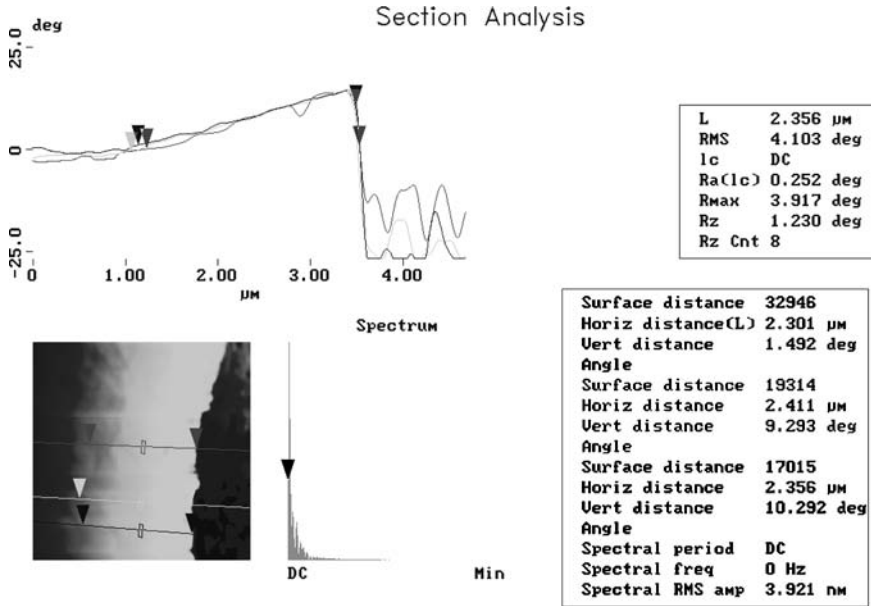 Section Analysis
deg
25.0
0
-25.0
0 1.00 2.00 3.00 4.00
μm
L 2.356 μm
RMS 4.103 deg
lc DC
Ra(lc) 0.252 deg
Rmax 3.917 deg
Rz 1.230 deg
Rz Cnt 8
Spectrum
DC Min
Surface distance 32946
Horiz distance(L) 2.301 μm
Vert distance 1.492 deg
Angle
Surface distance 19314
Horiz distance 2.411 μm
Vert distance 9.293 deg
Angle
Surface distance 17015
Horiz distance 2.356 μm
Vert distance 10.292 deg
Angle
Spectral period DC
Spectral freq 0 Hz
Spectral RMS amp 3.921 nm